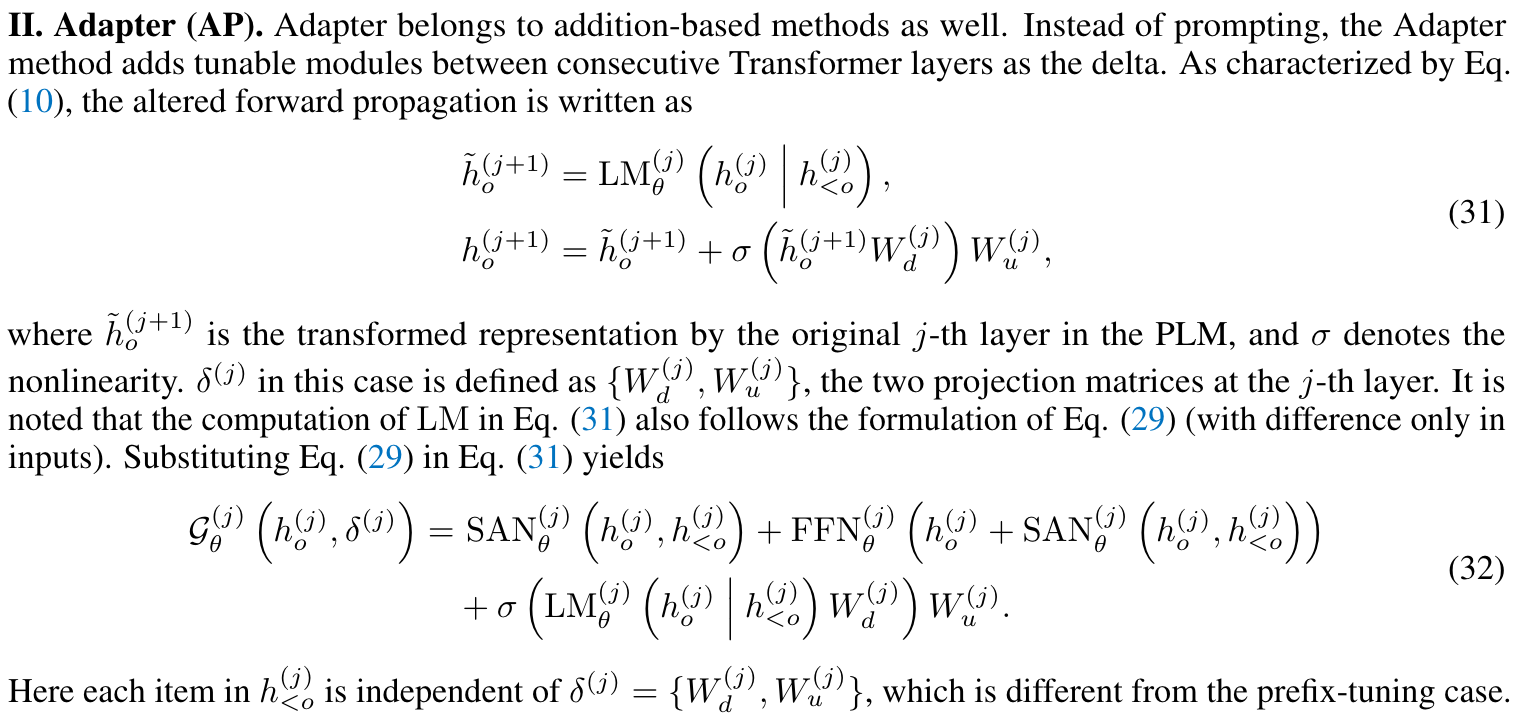 II. Adapter (AP). Adapter belongs to addition-based methods as well. Instead of prompting, the Adapter
method adds tunable modules between consecutive Transformer layers as the delta. As characterized by Eq.
(10), the altered forward propagation is written as
$\tilde{h}_o^{(j+1)} = \mathrm{LM}_\theta^{(j)} \left( h_o^{(j)} \mid h_{<o}^{(j)} \right),$
$h_o^{(j+1)} = \tilde{h}_o^{(j+1)} + \sigma \left( \tilde{h}_o^{(j+1)} W_d^{(j)} \right) W_u^{(j)},$
(31)
where $\tilde{h}_o^{(j+1)}$ is the transformed representation by the original $j$-th layer in the PLM, and $\sigma$ denotes the
nonlinearity. $\delta^{(j)}$ in this case is defined as $\{W_d^{(j)}, W_u^{(j)}\}$, the two projection matrices at the $j$-th layer. It is
noted that the computation of LM in Eq. (31) also follows the formulation of Eq. (29) (with difference only in
inputs). Substituting Eq. (29) in Eq. (31) yields
$\mathcal{G}_\theta^{(j)} \left( h_o^{(j)}, \delta^{(j)} \right) = \mathrm{SAN}_\theta^{(j)} \left( h_o^{(j)}, h_{<o}^{(j)} \right) + \mathrm{FFN}_\theta^{(j)} \left( h_o^{(j)} + \mathrm{SAN}_\theta^{(j)} \left( h_o^{(j)}, h_{<o}^{(j)} \right) \right)$
$+ \sigma \left( \mathrm{LM}_\theta^{(j)} \left( h_o^{(j)} \mid h_{<o}^{(j)} \right) W_d^{(j)} \right) W_u^{(j)}.$
(32)
Here each item in $h_{<o}^{(j)}$ is independent of $\delta^{(j)} = \{W_d^{(j)}, W_u^{(j)}\}$, which is different from the prefix-tuning case.